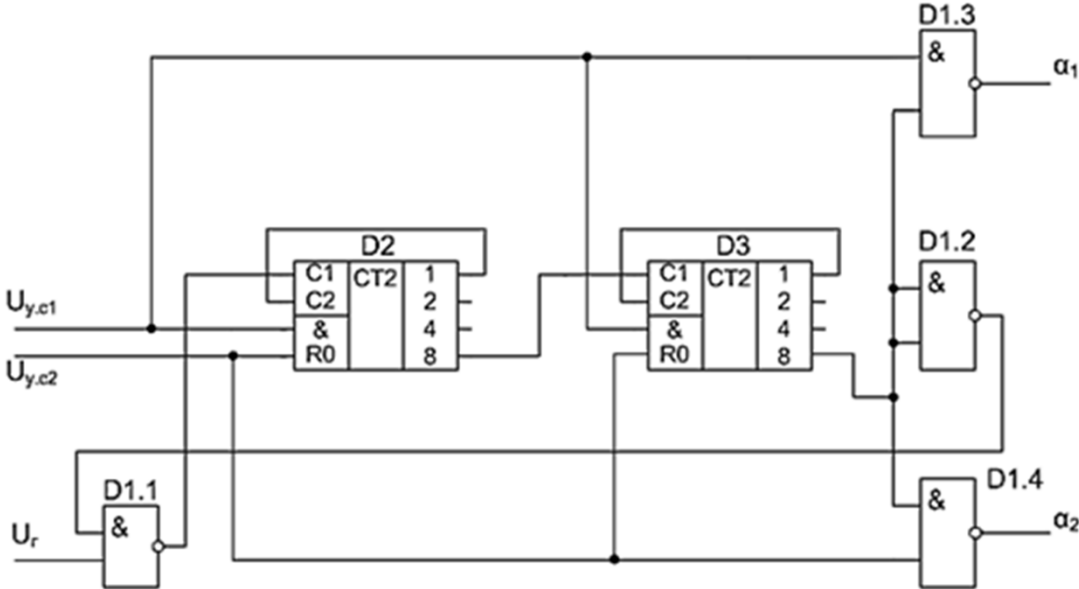 D1.3
&
α1
D1.2
&
D2
C1 CT2 1
C2 2
& 4
R0 8
D3
C1 CT2 1
C2 2
& 4
R0 8
Uy.c1
Uy.c2
D1.1
&
Uг
D1.4
&
α2